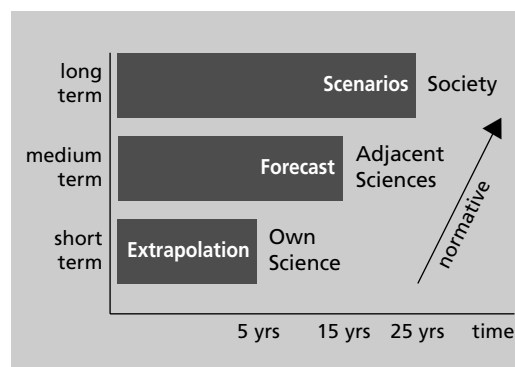 long
term
Scenarios
Society
medium
term
Forecast
Adjacent
Sciences
short
term
Extrapolation
Own
Science
normative
5 yrs
15 yrs
25 yrs
time